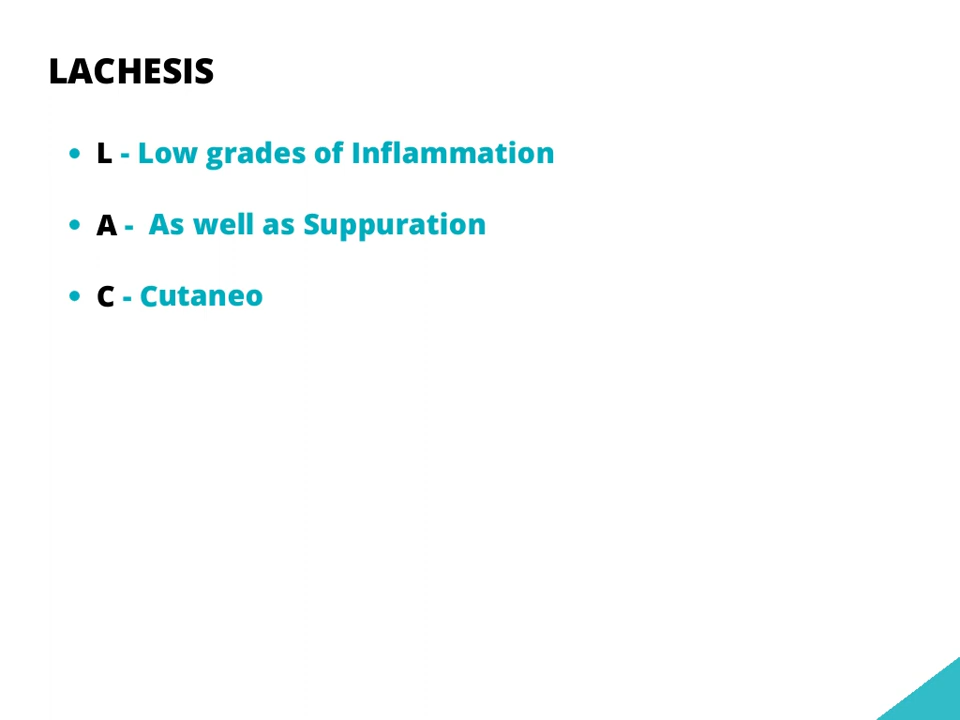 LACHESIS
• L - Low grades of Inflammation
• A - As well as Suppuration
• C - Cutaneo